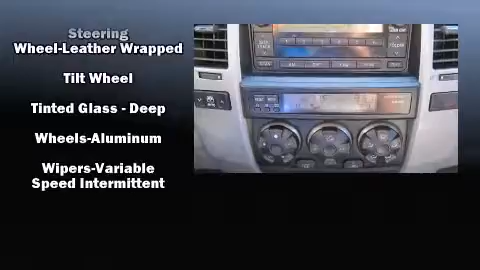 Steering
Wheel-Leather Wrapped
Tilt Wheel
Tinted Glass - Deep
Wheels-Aluminum
Wipers-Variable
Speed Intermittent